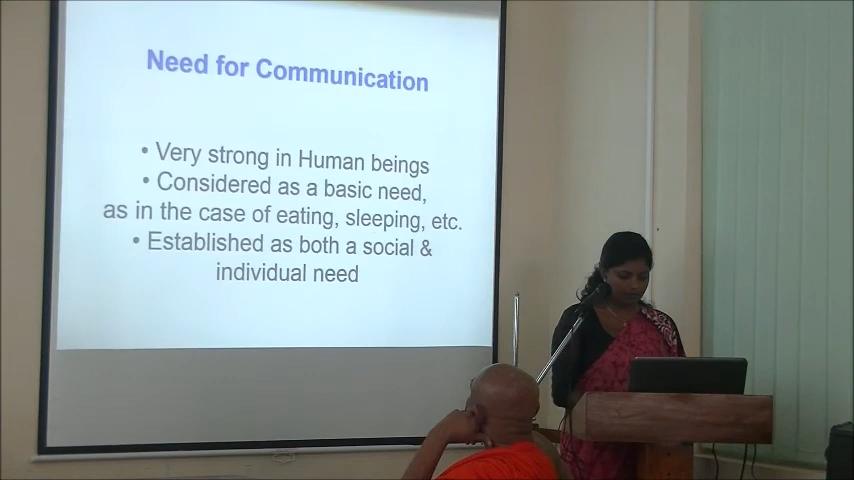 Need for Communication
• Very strong in Human beings
• Considered as a basic need,
as in the case of eating, sleeping, etc.
• Established as both a social &
individual need